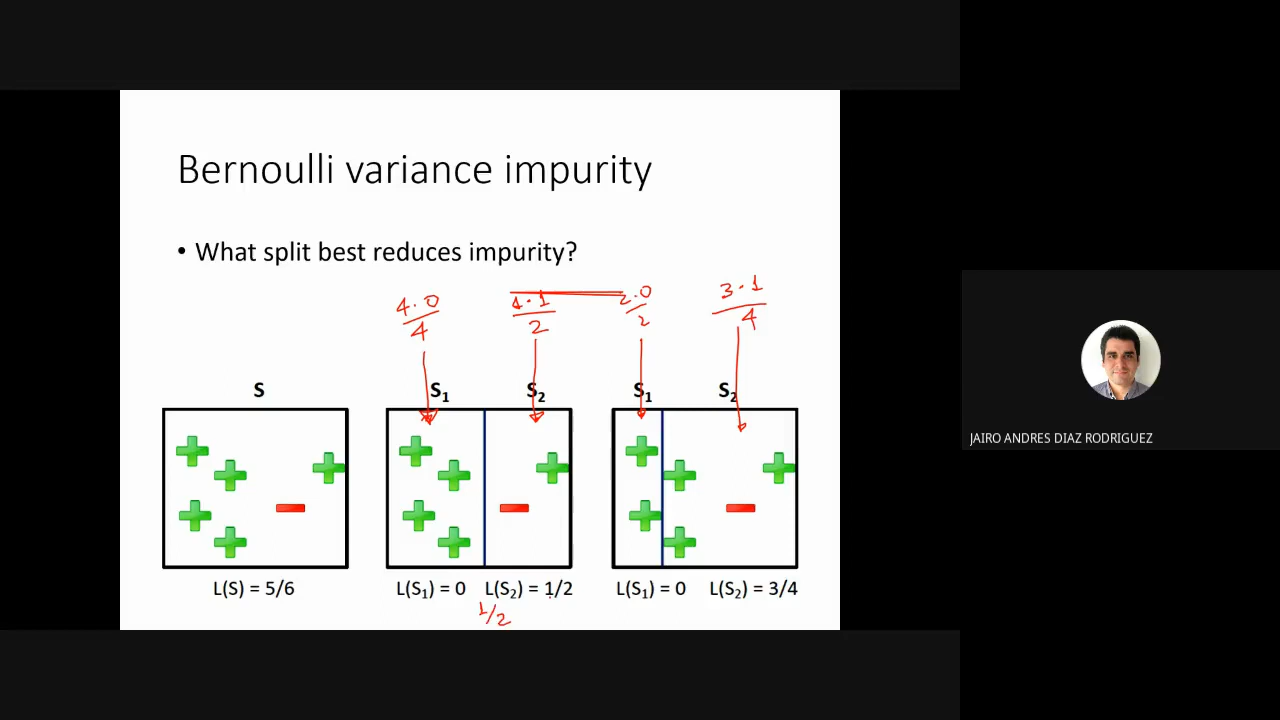 Bernoulli variance impurity
• What split best reduces impurity?
4·0/4 1·1/2 2·0/2 3·1/4
S S₁ S₂ S₁ S₂
L(S) = 5/6 L(S₁) = 0 L(S₂) = 1/2 L(S₁) = 0 L(S₂) = 3/4
1/2
JAIRO ANDRES DIAZ RODRIGUEZ